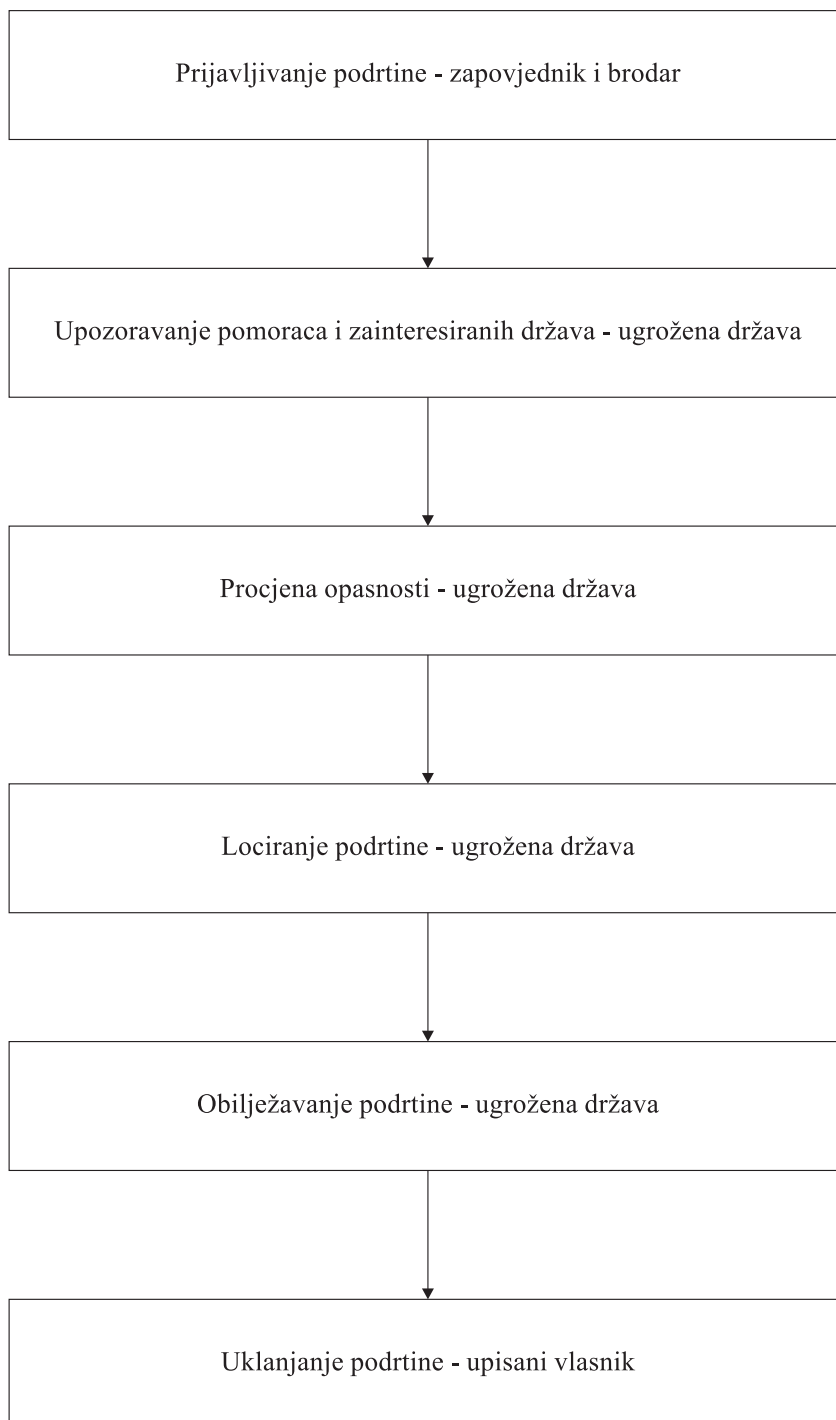 Prijavljivanje podrtine - zapovjednik i brodar
Upozoravanje pomoraca i zainteresiranih država - ugrožena država
Procjena opasnosti - ugrožena država
Lociranje podrtine - ugrožena država
Obilježavanje podrtine - ugrožena država
Uklanjanje podrtine - upisani vlasnik